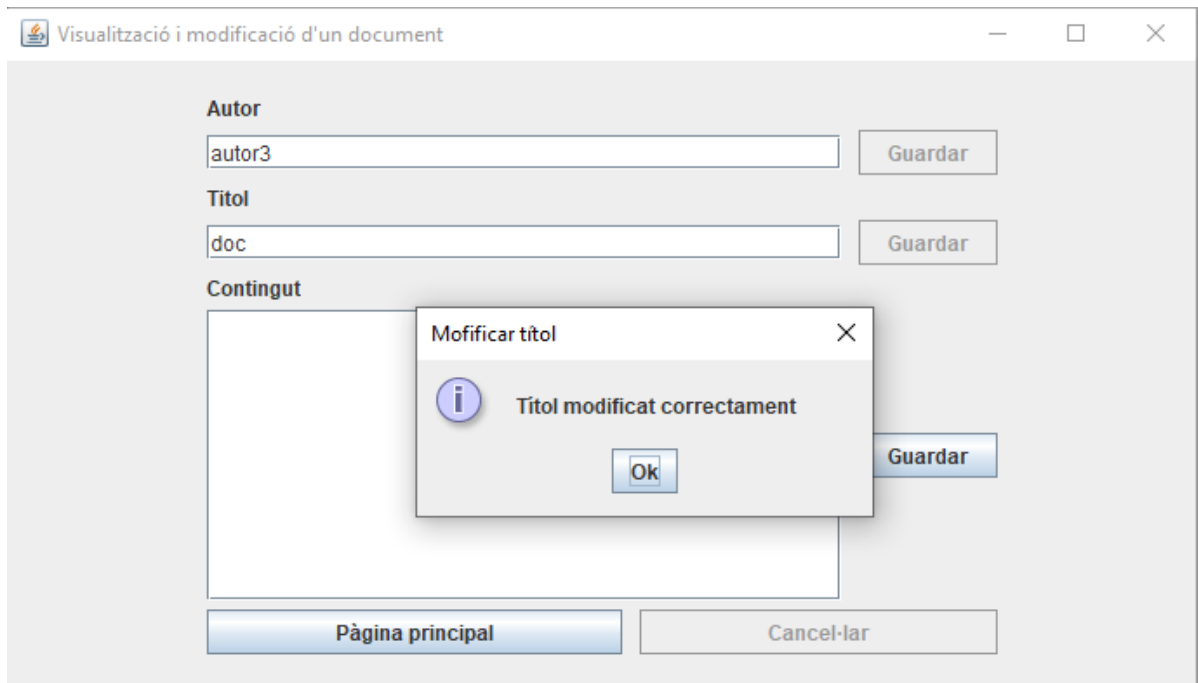 Visualització i modificació d'un document
Autor
autor3
Guardar
Titol
doc
Guardar
Contingut
Mofificar títol
Títol modificat correctament
Ok
Guardar
Pàgina principal
Cancel·lar